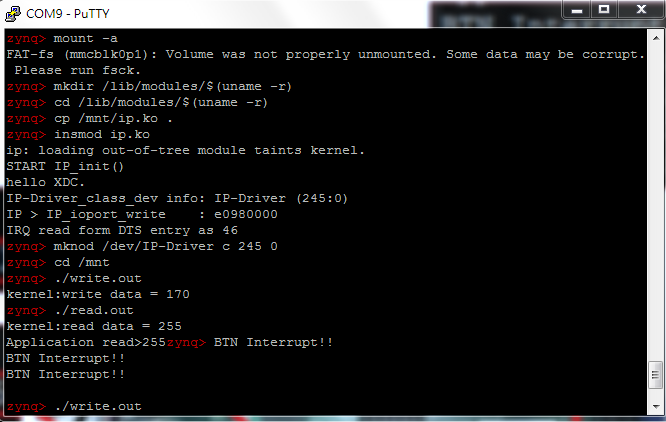 COM9 - PuTTY
zynq> mount -a
FAT-fs (mmcblk0p1): Volume was not properly unmounted. Some data may be corrupt.
Please run fsck.
zynq> mkdir /lib/modules/$(uname -r)
zynq> cd /lib/modules/$(uname -r)
zynq> cp /mnt/ip.ko .
zynq> insmod ip.ko
ip: loading out-of-tree module taints kernel.
START IP_init()
hello XDC.
IP-Driver_class_dev info: IP-Driver (245:0)
IP > IP_ioport_write    : e0980000
IRQ read form DTS entry as 46
zynq> mknod /dev/IP-Driver c 245 0
zynq> cd /mnt
zynq> ./write.out
kernel:write data = 170
zynq> ./read.out
kernel:read data = 255
Application read>255zynq> BTN Interrupt!!
BTN Interrupt!!
BTN Interrupt!!
zynq> ./write.out